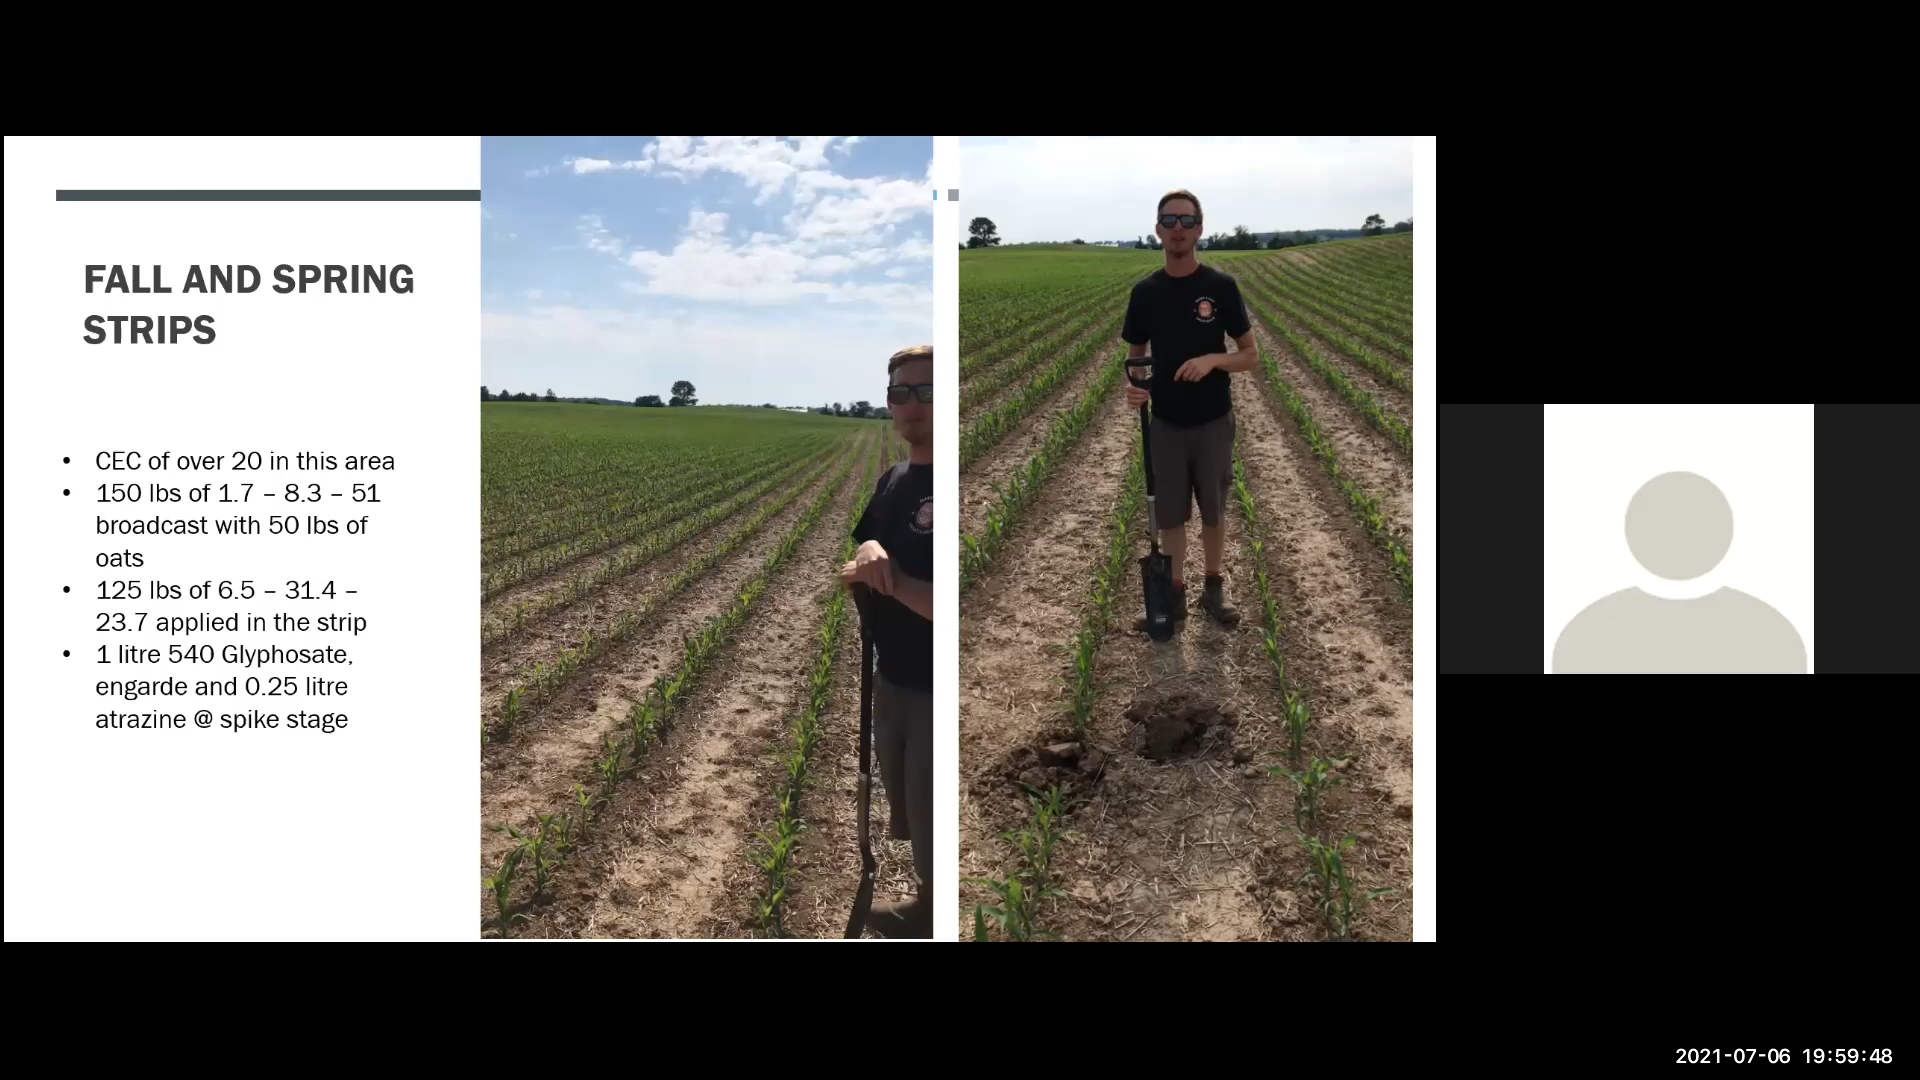 FALL AND SPRING
STRIPS
• CEC of over 20 in this area
• 150 lbs of 1.7 – 8.3 – 51
broadcast with 50 lbs of
oats
• 125 lbs of 6.5 – 31.4 –
23.7 applied in the strip
• 1 litre 540 Glyphosate,
engarde and 0.25 litre
atrazine @ spike stage
2021-07-06 19:59:48